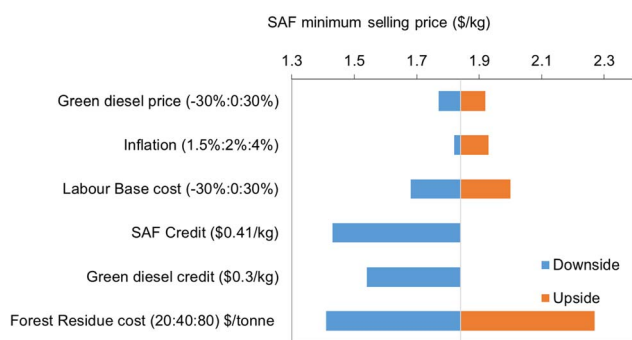 SAF minimum selling price ($/kg)
1.3 1.5 1.7 1.9 2.1 2.3
Green diesel price (-30%:0:30%)
Inflation (1.5%:2%:4%)
Labour Base cost (-30%:0:30%)
SAF Credit ($0.41/kg)
Green diesel credit ($0.3/kg)
Forest Residue cost (20:40:80) $/tonne
Downside
Upside